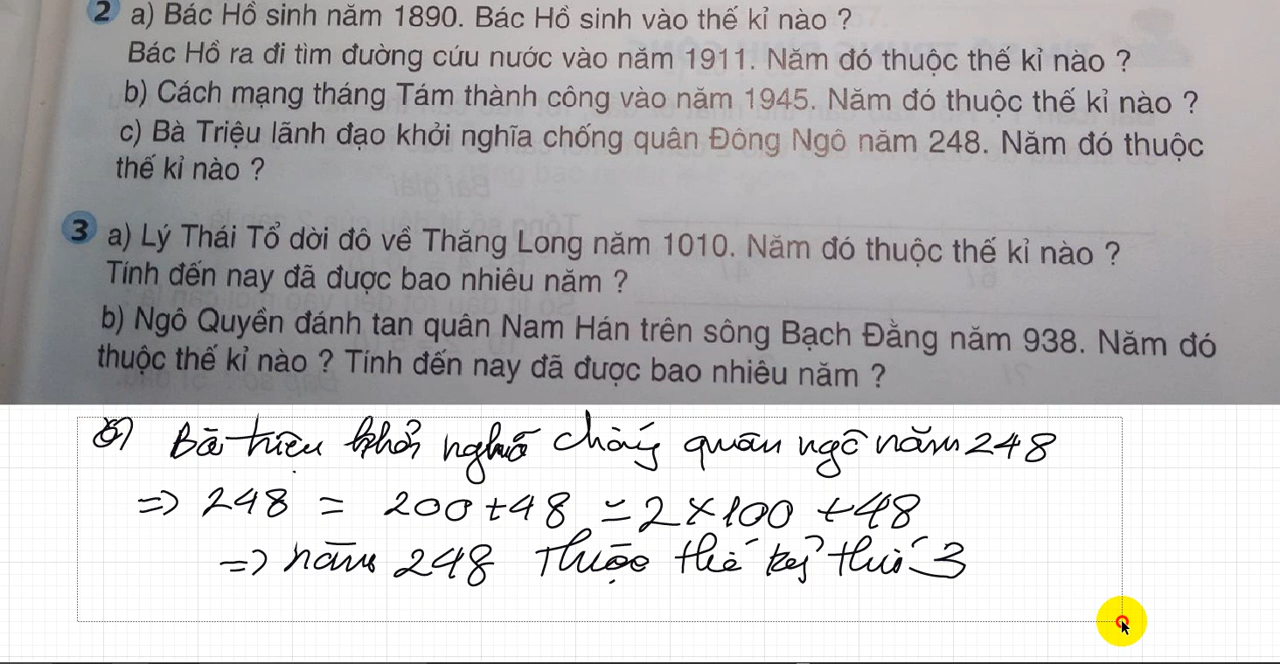 2 a) Bác Hồ sinh năm 1890. Bác Hồ sinh vào thế kỉ nào ?
Bác Hồ ra đi tìm đường cứu nước vào năm 1911. Năm đó thuộc thế kỉ nào ?
b) Cách mạng tháng Tám thành công vào năm 1945. Năm đó thuộc thế kỉ nào ?
c) Bà Triệu lãnh đạo khởi nghĩa chống quân Đông Ngô năm 248. Năm đó thuộc
thế kỉ nào ?
3 a) Lý Thái Tổ dời đô về Thăng Long năm 1010. Năm đó thuộc thế kỉ nào ?
Tính đến nay đã được bao nhiêu năm ?
b) Ngô Quyền đánh tan quân Nam Hán trên sông Bạch Đằng năm 938. Năm đó
thuộc thế kỉ nào ? Tính đến nay đã được bao nhiêu năm ?
Bà triệu khởi nghĩa chống quân ngô năm 248
=> 248 = 200 + 48 = 2 x 100 + 48
=> năm 248 Thuộc thế kỷ thứ 3